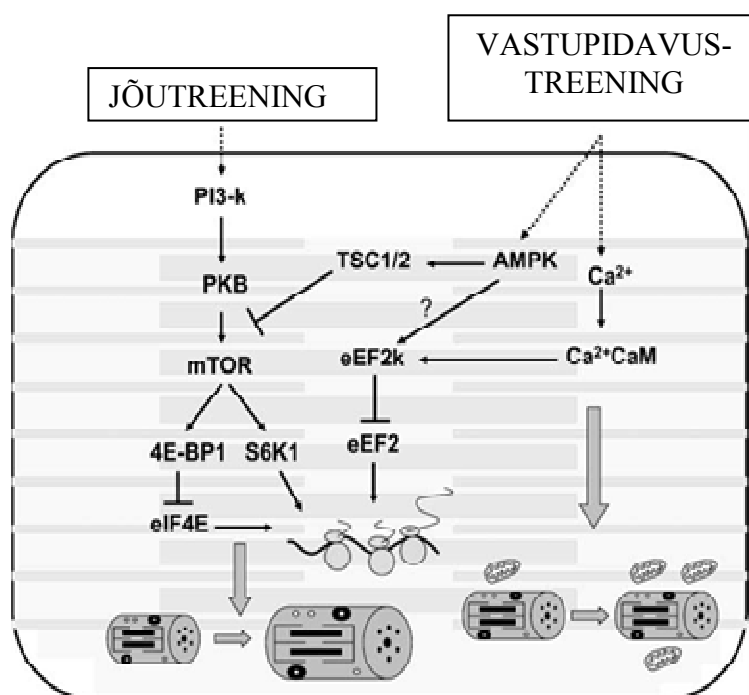 JÕUTREENING
VASTUPIDAVUS-
TREENING
PI3-k
PKB
mTOR
4E-BP1 S6K1
eIF4E
TSC1/2
AMPK
?
eEF2k
eEF2
Ca²⁺
Ca²⁺CaM